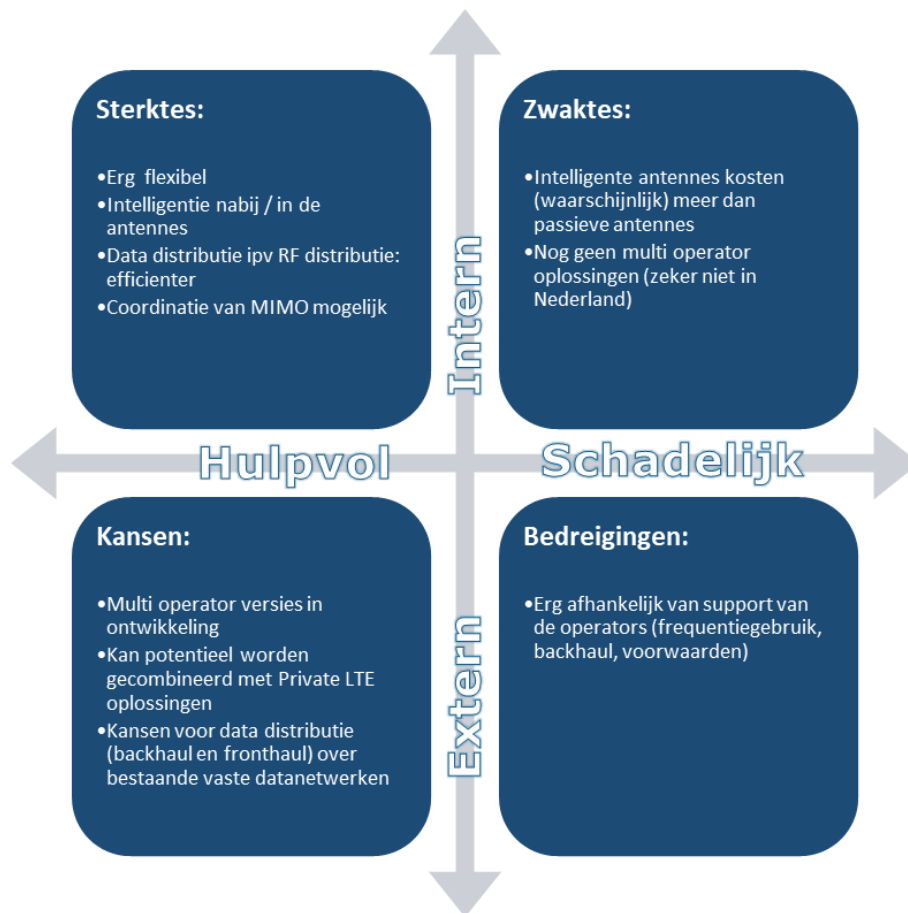 Sterktes:
•Erg flexibel
•Intelligentie nabij / in de
antennes
•Data distributie ipv RF distributie:
efficienter
•Coordinatie van MIMO mogelijk
Zwaktes:
•Intelligente antennes kosten
(waarschijnlijk) meer dan
passieve antennes
•Nog geen multi operator
oplossingen (zeker niet in
Nederland)
Intern
Hulpvol
Schadelijk
Kansen:
•Multi operator versies in
ontwikkeling
•Kan potentieel worden
gecombineerd met Private LTE
oplossingen
•Kansen voor data distributie
(backhaul en fronthaul) over
bestaande vaste datanetwerken
Extern
Bedreigingen:
•Erg afhankelijk van support van
de operators (frequentiegebruik,
backhaul, voorwaarden)